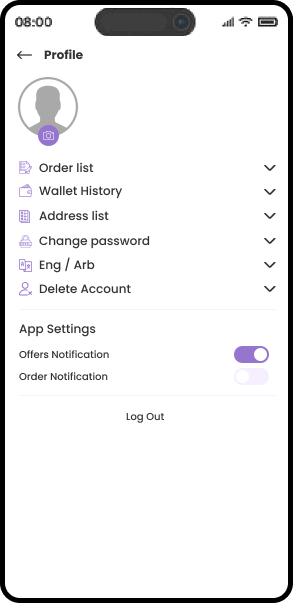 08:00
Profile
Order list
Wallet History
Address list
Change password
Eng / Arb
Delete Account
App Settings
Offers Notification
Order Notification
Log Out